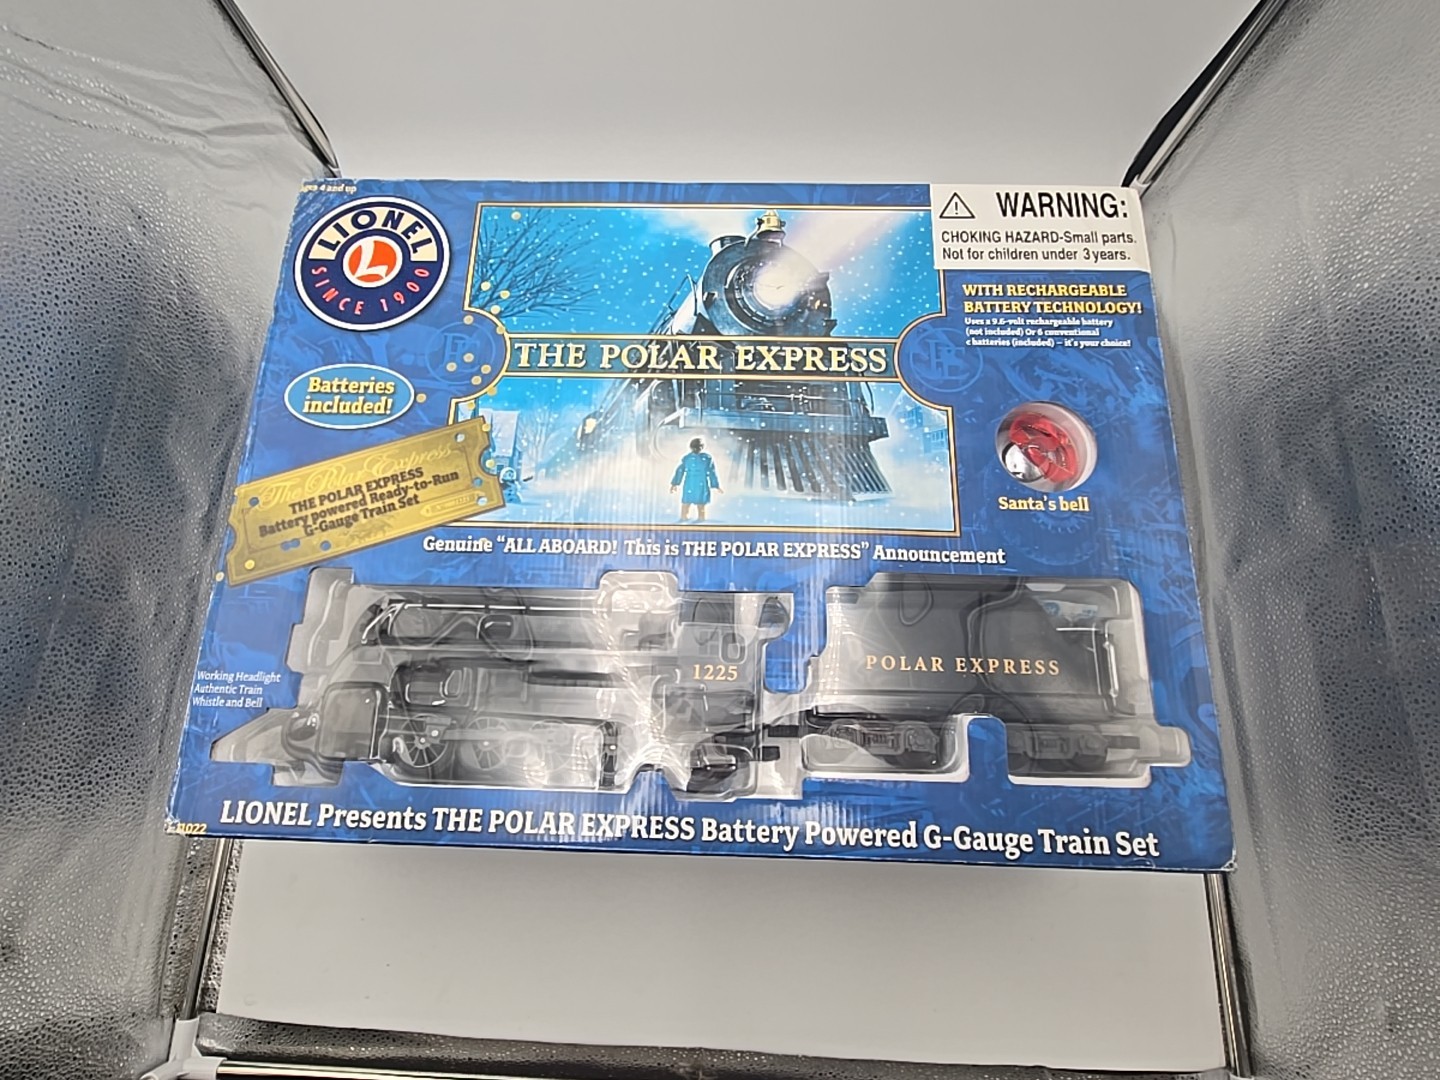 ages 4 and up
LIONEL
L
SINCE 1900
WARNING:
CHOKING HAZARD-Small parts.
Not for children under 3 years.
THE POLAR EXPRESS
WITH RECHARGEABLE
BATTERY TECHNOLOGY!
Uses a 9.6-volt rechargeable battery
(not included) Or 6 conventional
c batteries (included) – it's your choice!
Batteries
included!
The Polar Express
THE POLAR EXPRESS
Battery powered Ready-to-Run
G-Gauge Train Set
Santa's bell
Genuine "ALL ABOARD! This is THE POLAR EXPRESS" Announcement
1225
POLAR EXPRESS
Working Headlight
Authentic Train
Whistle and Bell
LIONEL Presents THE POLAR EXPRESS Battery Powered G-Gauge Train Set